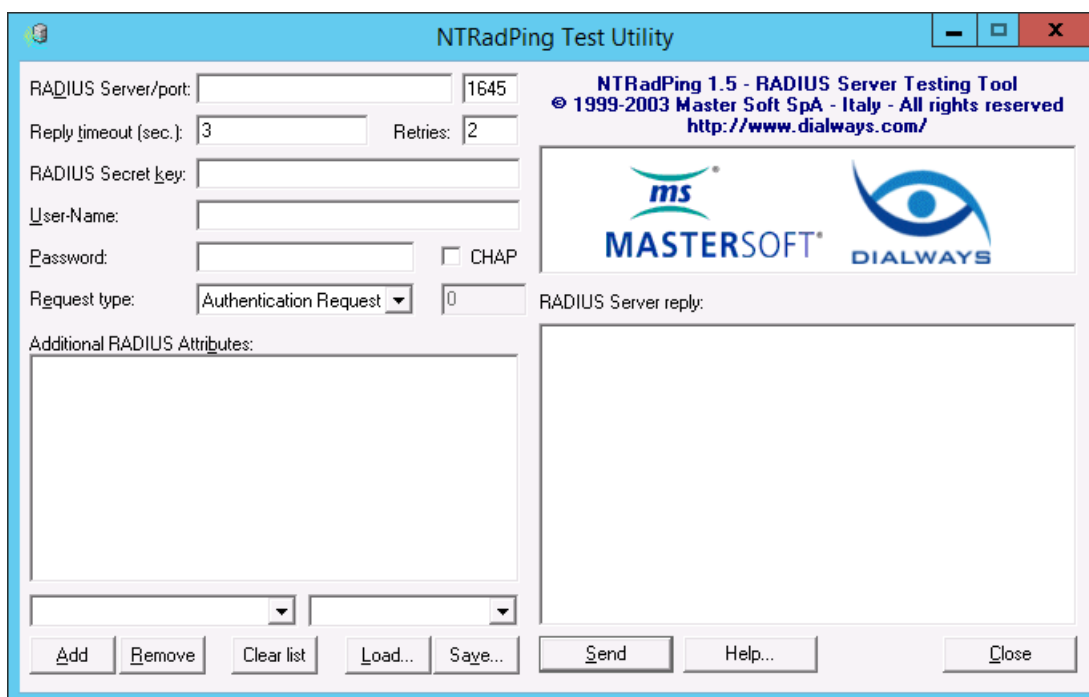 NTRadPing Test Utility
RADIUS Server/port: 1645
Reply timeout (sec.): 3 Retries: 2
RADIUS Secret key:
User-Name:
Password: CHAP
Request type: Authentication Request 0
Additional RADIUS Attributes:
Add Remove Clear list Load... Save...
NTRadPing 1.5 - RADIUS Server Testing Tool
© 1999-2003 Master Soft SpA - Italy - All rights reserved
http://www.dialways.com/
ms
MASTERSOFT
DIALWAYS
RADIUS Server reply:
Send Help... Close